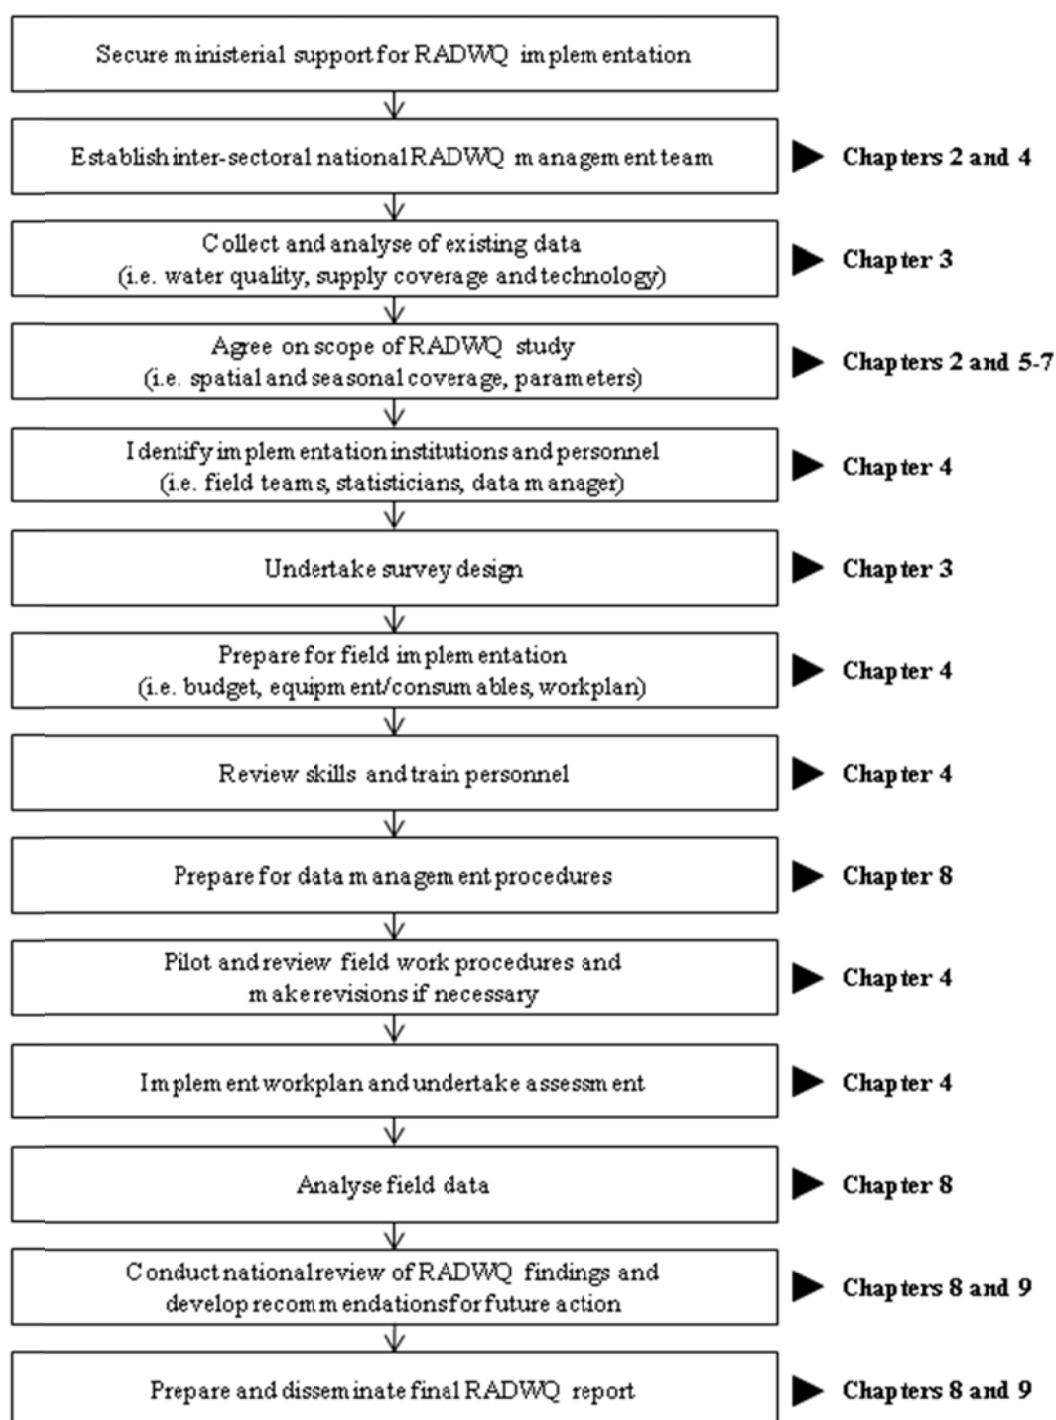 Secure ministerial support for RADWQ implementation
Establish inter-sectoral national RADWQ management team
Chapters 2 and 4
Collect and analyse of existing data
(i.e. water quality, supply coverage and technology)
Chapter 3
Agree on scope of RADWQ study
(i.e. spatial and seasonal coverage, parameters)
Chapters 2 and 5-7
Identify implementation institutions and personnel
(i.e. field teams, statisticians, data manager)
Chapter 4
Undertake survey design
Chapter 3
Prepare for field implementation
(i.e. budget, equipment/consumables, workplan)
Chapter 4
Review skills and train personnel
Chapter 4
Prepare for data management procedures
Chapter 8
Pilot and review field work procedures and
make revisions if necessary
Chapter 4
Implement workplan and undertake assessment
Chapter 4
Analyse field data
Chapter 8
Conduct national review of RADWQ findings and
develop recommendations for future action
Chapters 8 and 9
Prepare and disseminate final RADWQ report
Chapters 8 and 9